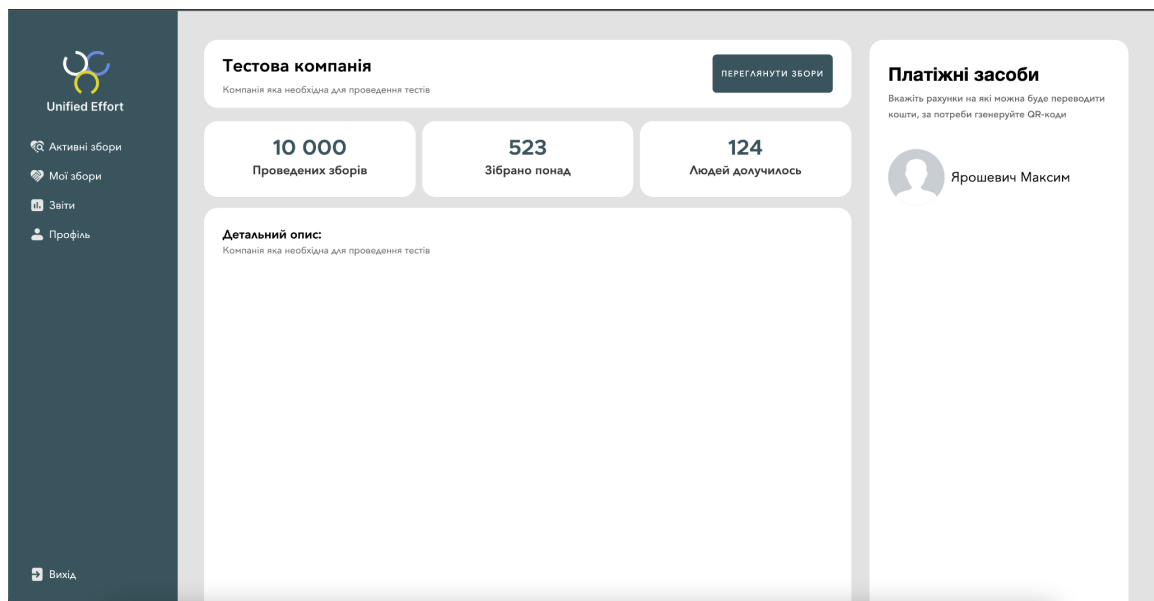 Unified Effort
Активні збори
Мої збори
Звіти
Профіль
Вихід
Тестова компанія
Компанія яка необхідна для проведення тестів
ПЕРЕГЛЯНУТИ ЗБОРИ
10 000
Проведених зборів
523
Зібрано понад
124
Людей долучилось
Детальний опис:
Компанія яка необхідна для проведення тестів
Платіжні засоби
Вкажіть рахунки на які можна буде переводити
кошти, за потреби гзенеруйте QR-коди
Ярошевич Максим